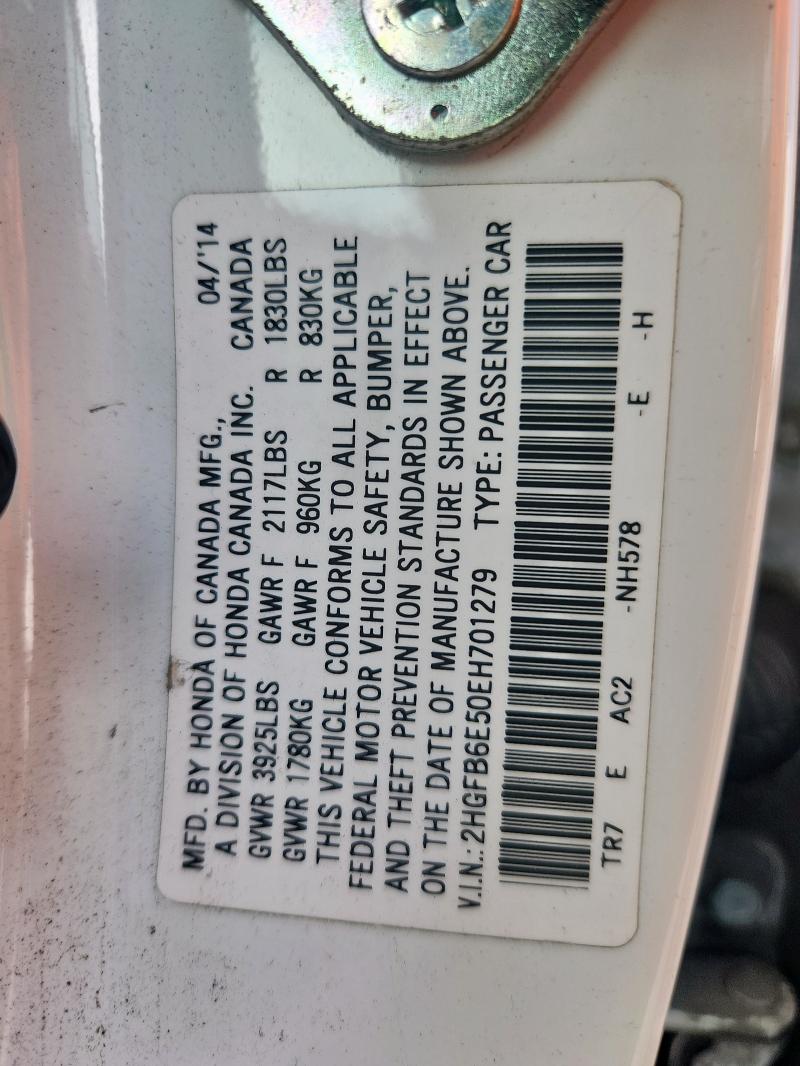 MFD. BY HONDA OF CANADA MFG., 04/'14
A DIVISION OF HONDA CANADA INC. CANADA
GVWR 3925LBS GAWR F 2117LBS R 1830LBS
GVWR 1780KG GAWR F 960KG R 830KG
THIS VEHICLE CONFORMS TO ALL APPLICABLE
FEDERAL MOTOR VEHICLE SAFETY, BUMPER,
AND THEFT PREVENTION STANDARDS IN EFFECT
ON THE DATE OF MANUFACTURE SHOWN ABOVE.
V.I.N.:2HGFB6E50EH701279 TYPE: PASSENGER CAR
TR7 E AC2 -NH578 -E -H